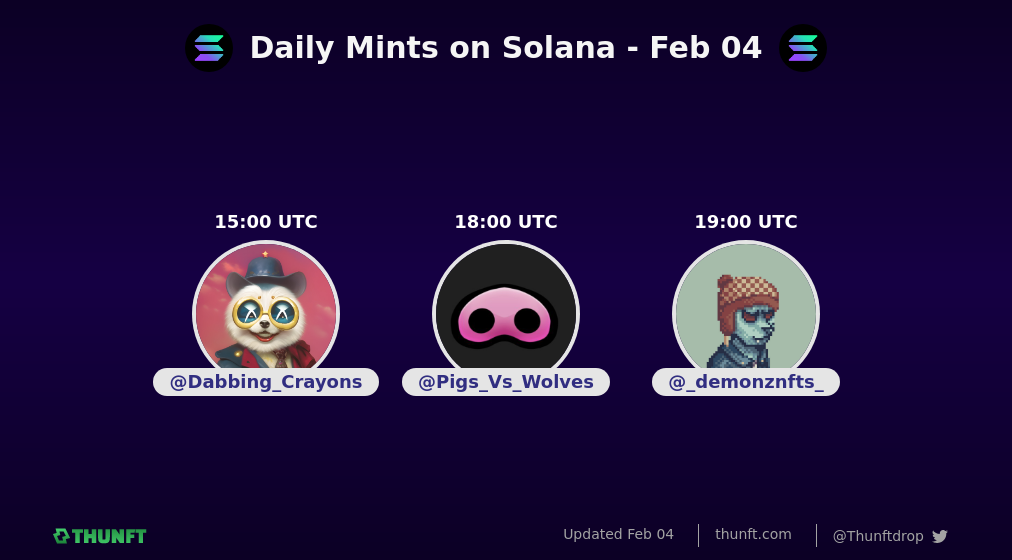 Daily Mints on Solana - Feb 04
15:00 UTC
18:00 UTC
19:00 UTC
@Dabbing_Crayons
@Pigs_Vs_Wolves
@_demonznfts_
THUNFT
Updated Feb 04
thunft.com
@Thunftdrop